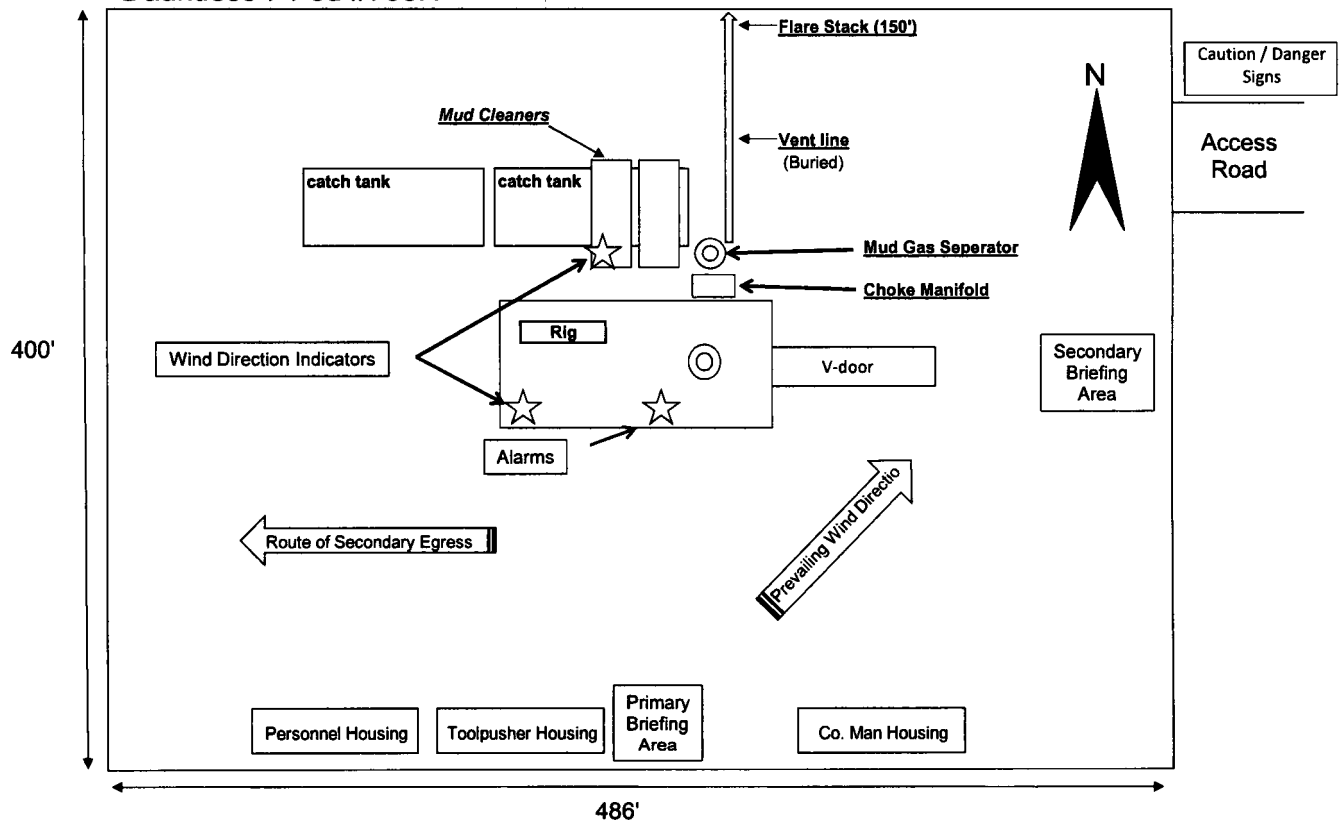 Flare Stack (150')
Caution / Danger
Signs
N
Mud Cleaners
Vent line
(Buried)
Access
Road
catch tank
catch tank
Mud Gas Seperator
Choke Manifold
Rig
400'
Wind Direction Indicators
V-door
Secondary
Briefing
Area
Alarms
Prevailing Wind Directio
Route of Secondary Egress
Primary
Briefing
Area
Personnel Housing
Toolpusher Housing
Co. Man Housing
486'